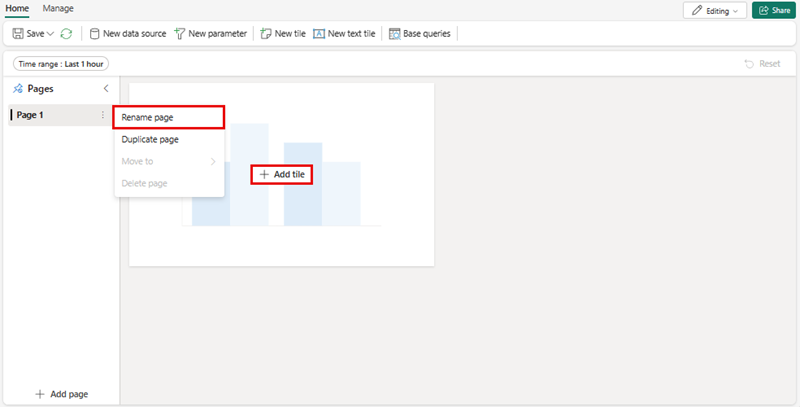 Home Manage Editing Share
Save New data source New parameter New tile New text tile Base queries
Time range : Last 1 hour Reset
Pages
Page 1
Rename page
Duplicate page
Move to
Delete page
Add tile
Add page